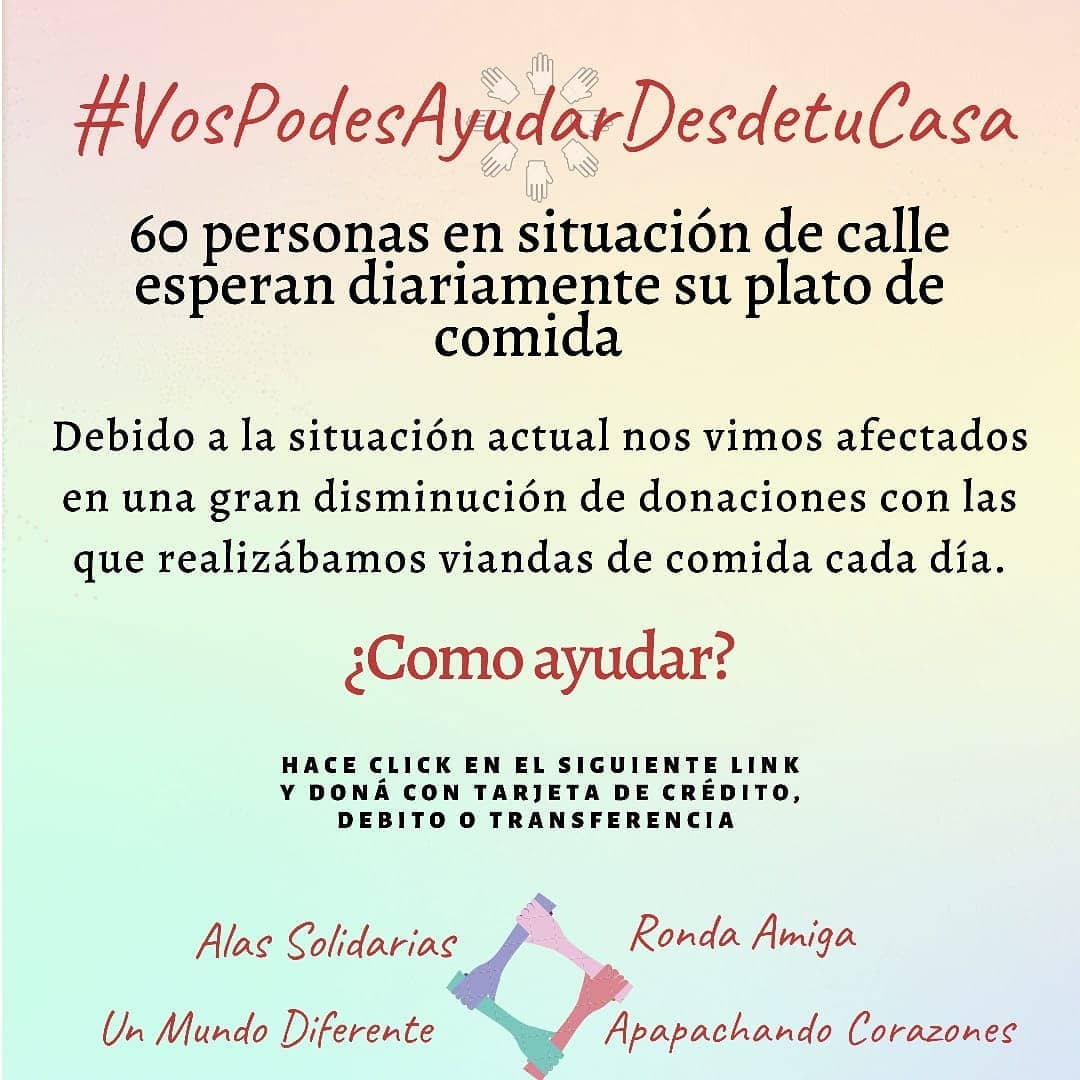 #VosPodesAyudarDesdetuCasa
60 personas en situación de calle
esperan diariamente su plato de
comida
Debido a la situación actual nos vimos afectados
en una gran disminución de donaciones con las
que realizábamos viandas de comida cada día.
¿Como ayudar?
HACE CLICK EN EL SIGUIENTE LINK
Y DONÁ CON TARJETA DE CRÉDITO,
DEBITO O TRANSFERENCIA
Alas Solidarias
Ronda Amiga
Un Mundo Diferente
Apapachando Corazones